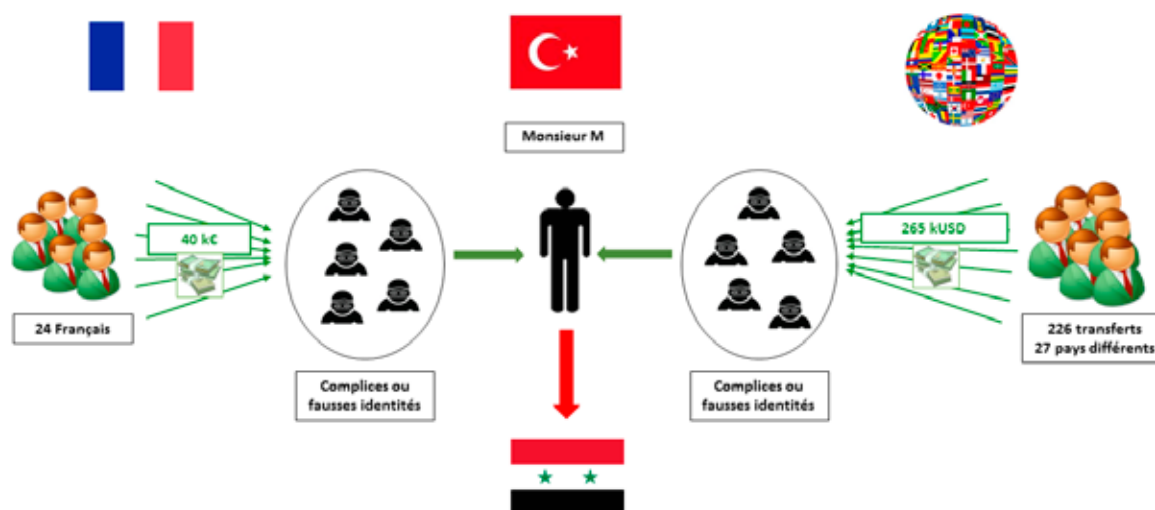 Monsieur M
40 k€
265 kUSD
24 Français
226 transferts
27 pays différents
Complices ou
fausses identités
Complices ou
fausses identités